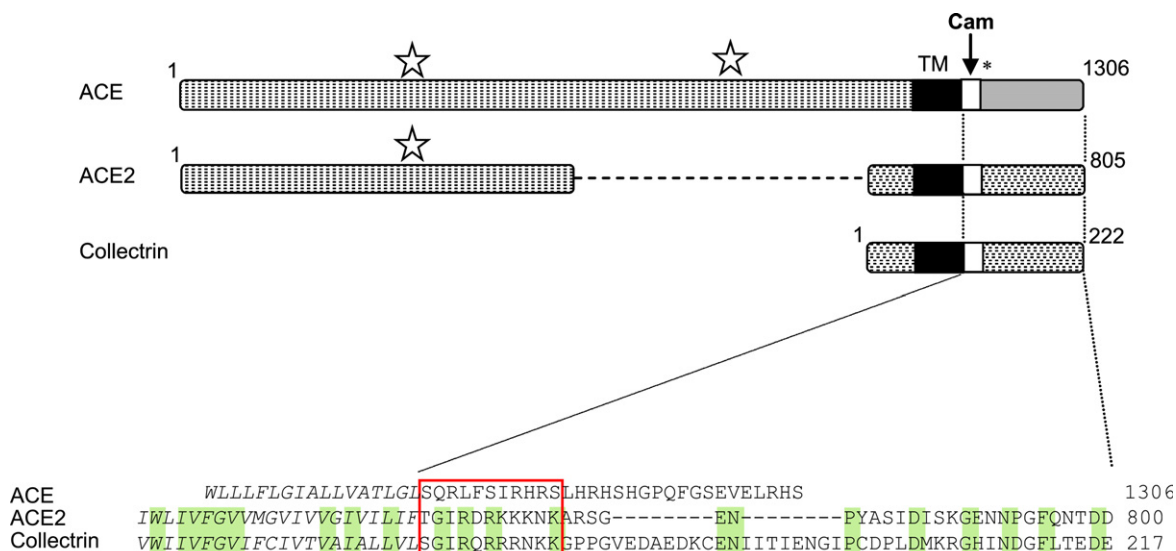 Cam
TM *
1 1306
ACE
1 805
ACE2
1 222
Collectrin
ACE WLLLFLGIALLVATLGLSQRLFSIRHRSLHRHSHGPQFGSEVELRHS 1306
ACE2 IWLIVFGVVMGVIVVGIVILIFTGIRDRKKKNKARSG----------EN----------PYASIDISKGENNPGFQNTDD 800
Collectrin VWIIVFGVIFCIVTVAIALLVLSGIRQRRRNKKGPPGVEDAEDKCENIITIENGIPCDPLDMKRGHINDGFLTEDE 217